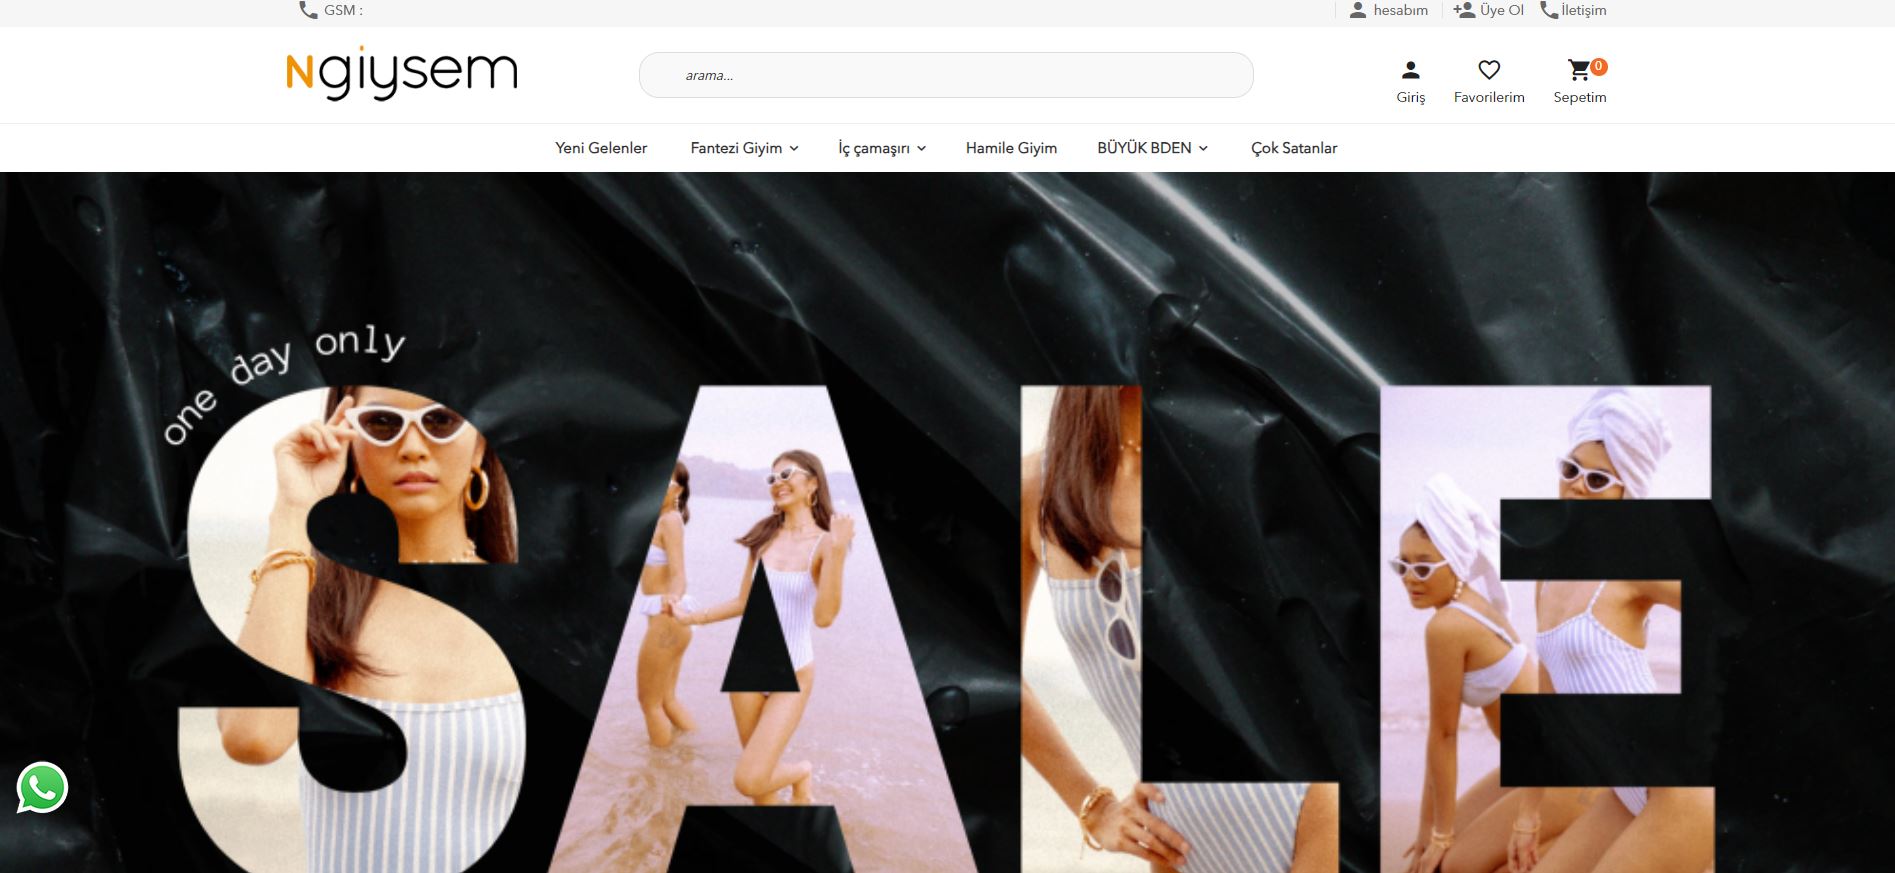 GSM :
hesabım
Üye Ol
İletişim
Ngiysem
arama...
Giriş
Favorilerim
0
Sepetim
Yeni Gelenler
Fantezi Giyim
İç çamaşırı
Hamile Giyim
BÜYÜK BDEN
Çok Satanlar
one day only
SALE